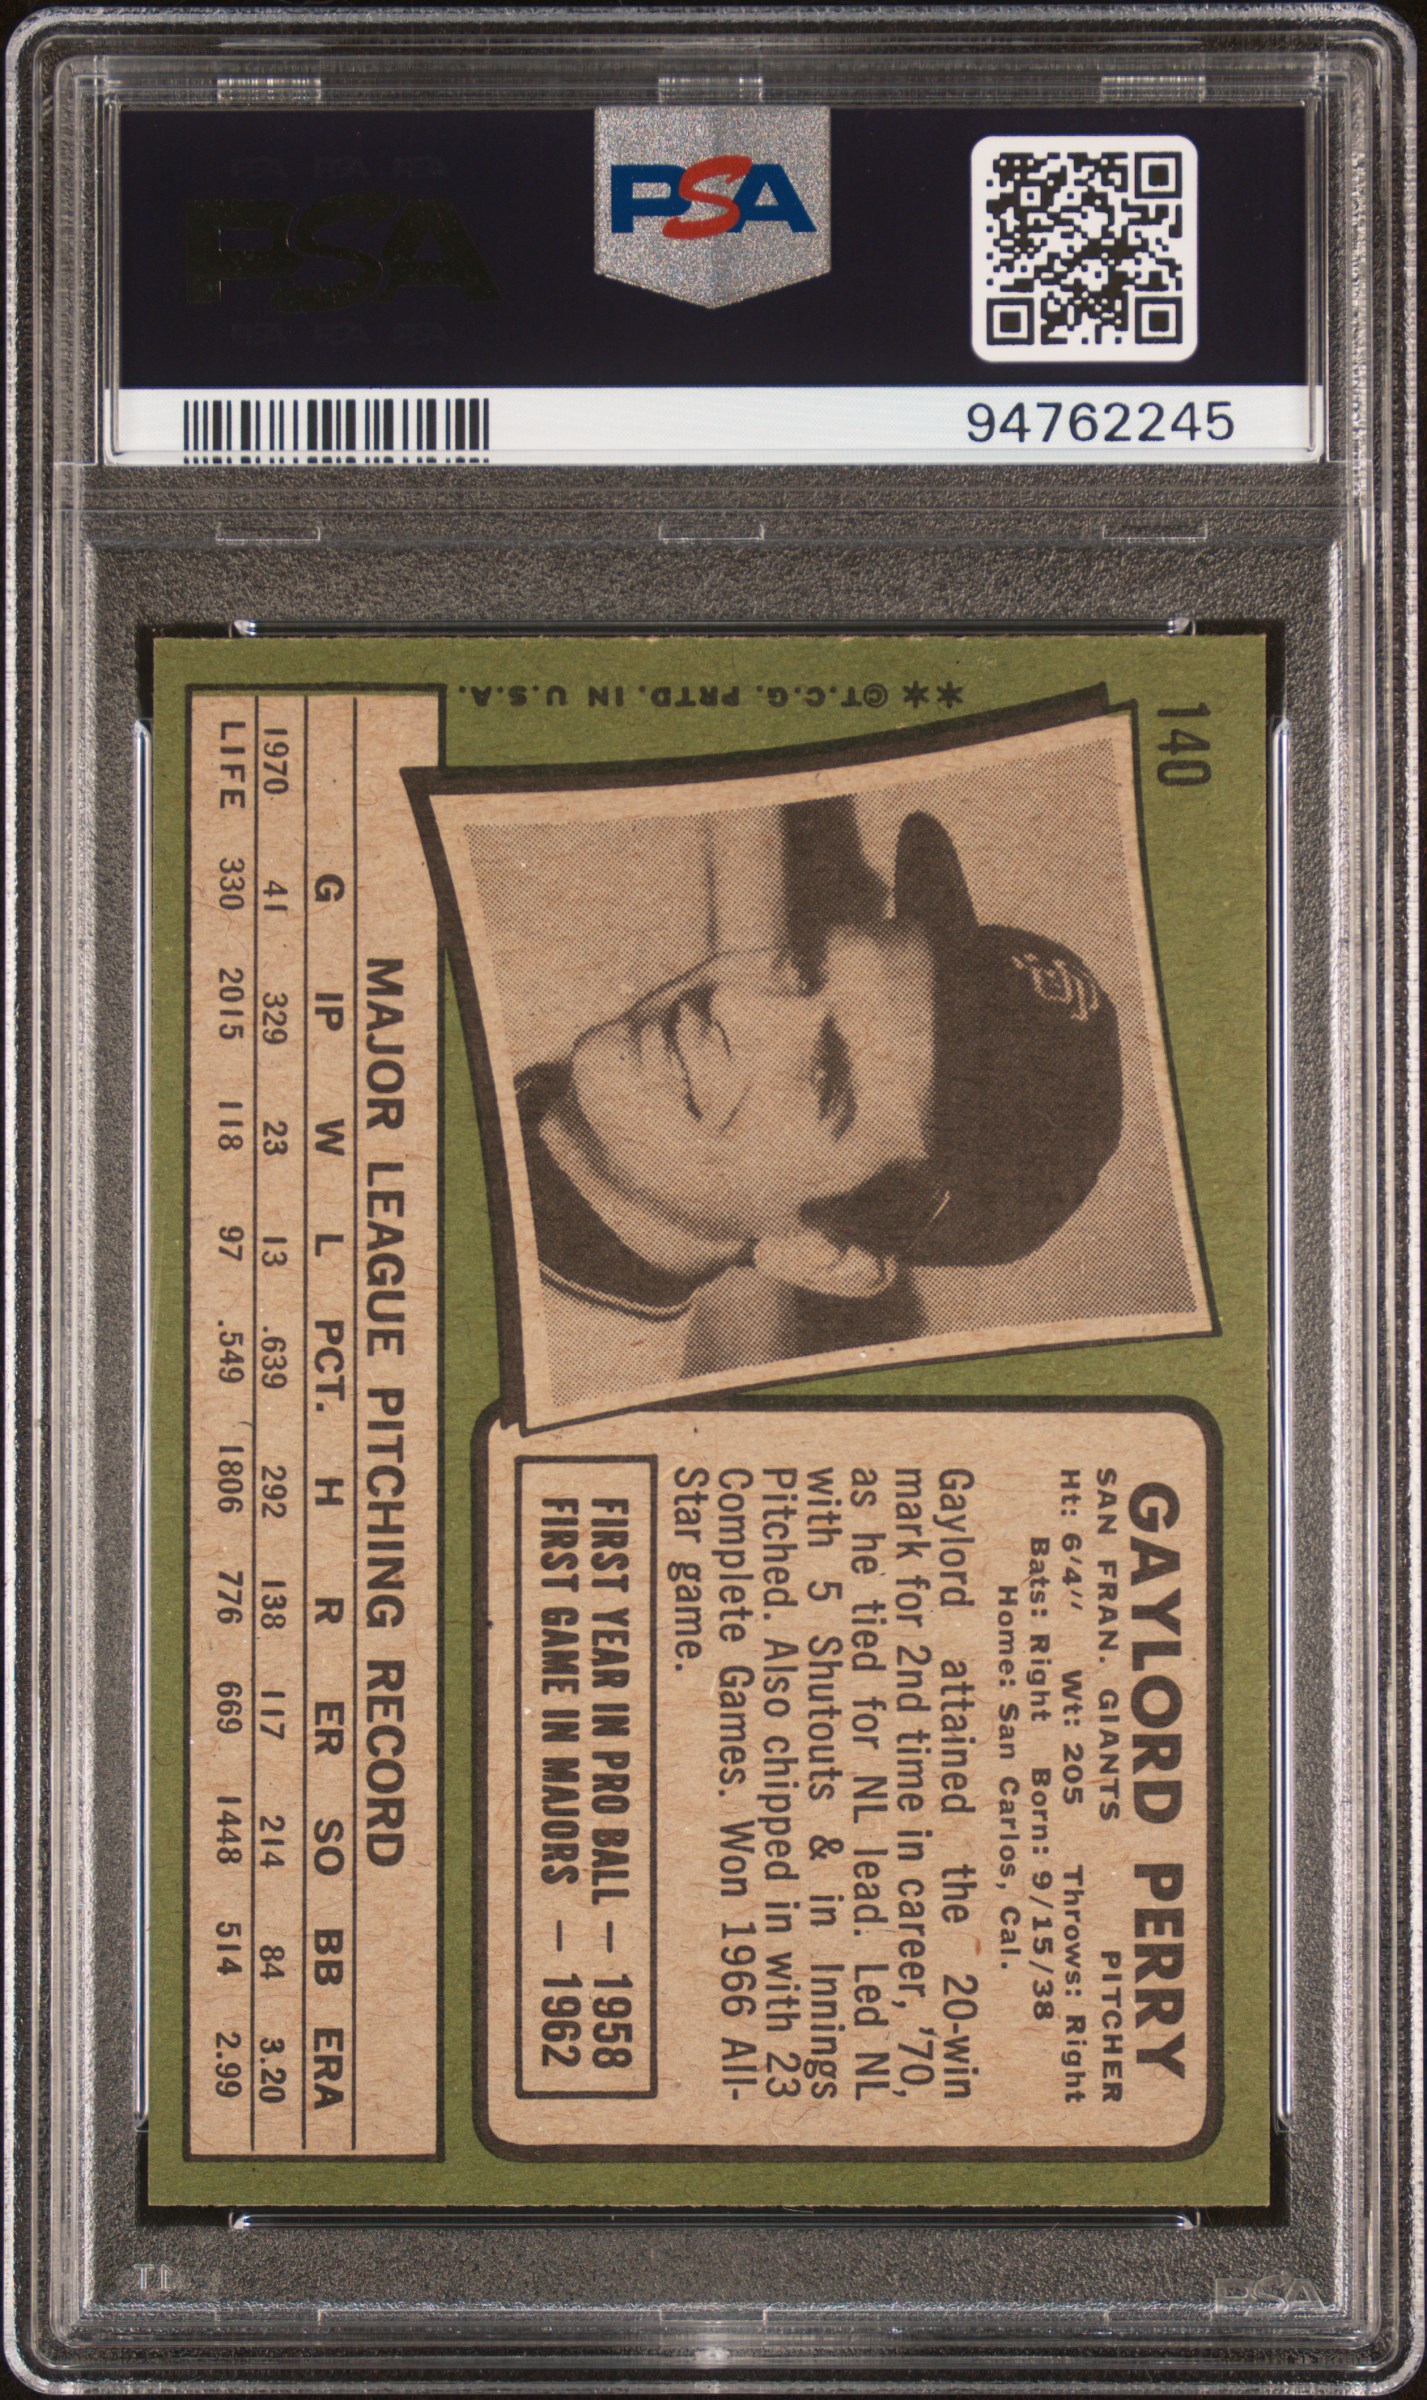 PSA
PSA
94762245
140
**©T.C.G. PRTD. IN U.S.A.
GAYLORD PERRY
SAN FRAN. GIANTS PITCHER
Ht: 6'4'' Wt: 205 Throws: Right
Bats: Right Born: 9/15/38
Home: San Carlos, Cal.
Gaylord attained the 20-win
mark for 2nd time in career, '70,
as he tied for NL lead. Led NL
with 5 Shutouts & in Innings
Pitched. Also chipped in with 23
Complete Games. Won 1966 All-
Star game.
FIRST YEAR IN PRO BALL — 1958
FIRST GAME IN MAJORS — 1962
SF
MAJOR LEAGUE PITCHING RECORD
G IP W L PCT. H R ER SO BB ERA
1970 41 329 23 13 .639 292 138 117 214 84 3.20
LIFE 330 2015 118 97 .549 1806 776 669 1448 514 2.99
PSA